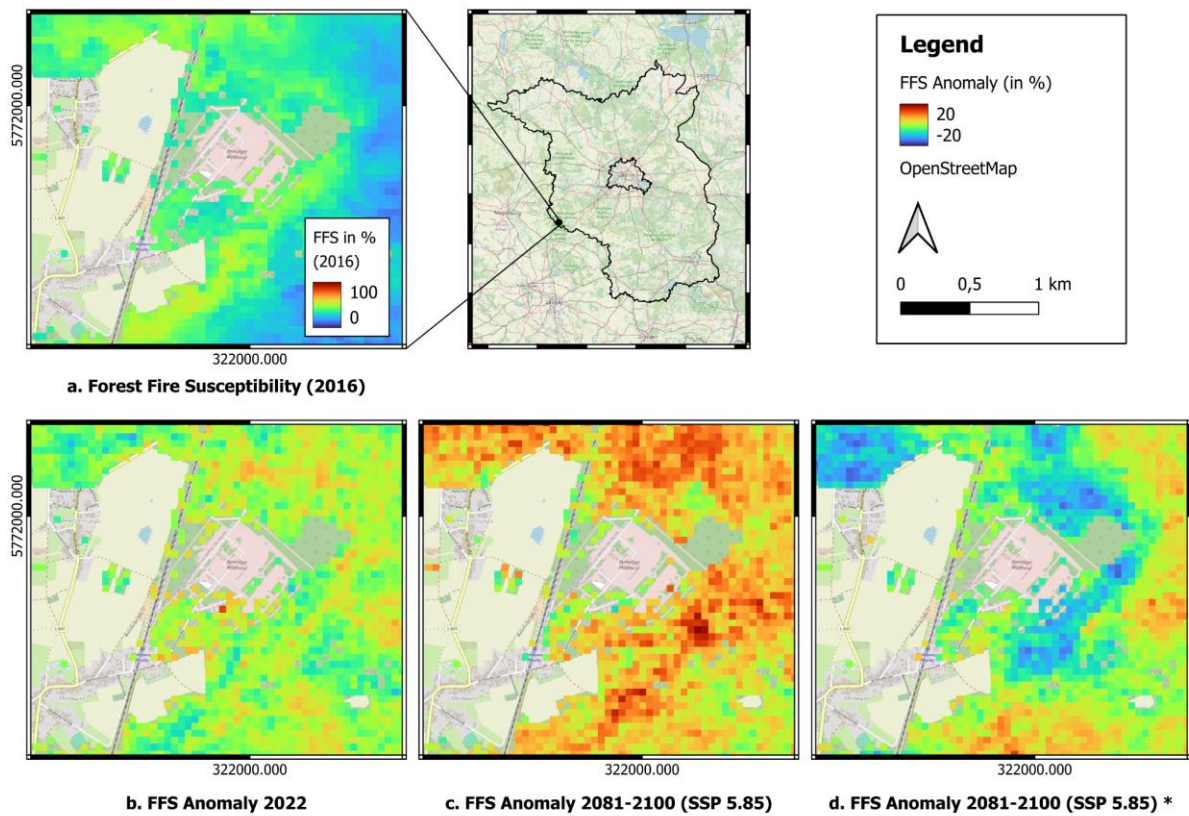 5772000.000
FFS in %
(2016)
100
0
322000.000
a. Forest Fire Susceptibility (2016)
Legend
FFS Anomaly (in %)
20
-20
OpenStreetMap
0 0,5 1 km
5772000.000
322000.000
322000.000
322000.000
b. FFS Anomaly 2022
c. FFS Anomaly 2081-2100 (SSP 5.85)
d. FFS Anomaly 2081-2100 (SSP 5.85) *